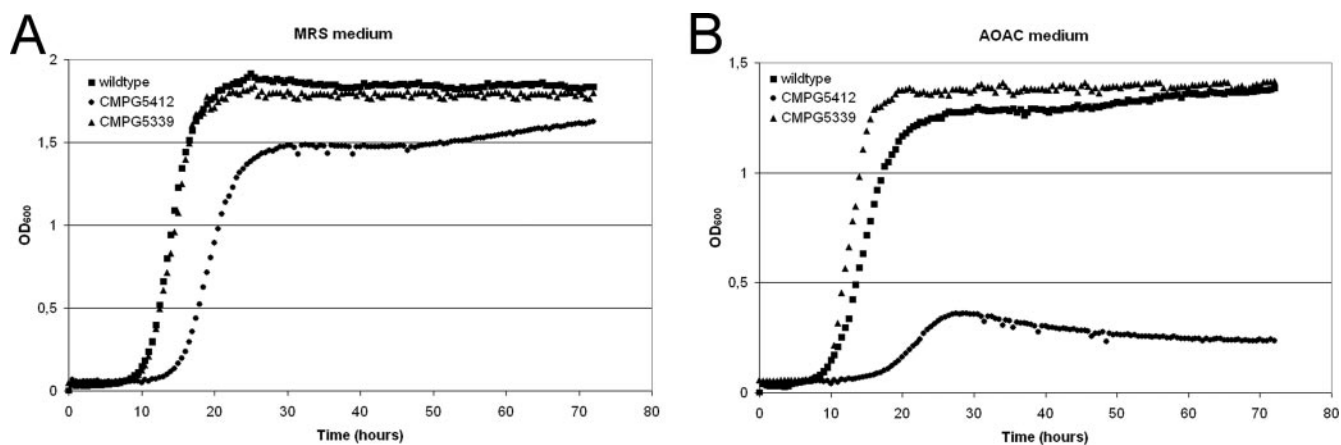 A
MRS medium
OD600
2
1,5
1
0,5
0
wildtype
CMPG5412
CMPG5339
0 10 20 30 40 50 60 70 80
Time (hours)
B
AOAC medium
OD600
1,5
1
0,5
0
wildtype
CMPG5412
CMPG5339
0 10 20 30 40 50 60 70 80
Time (hours)